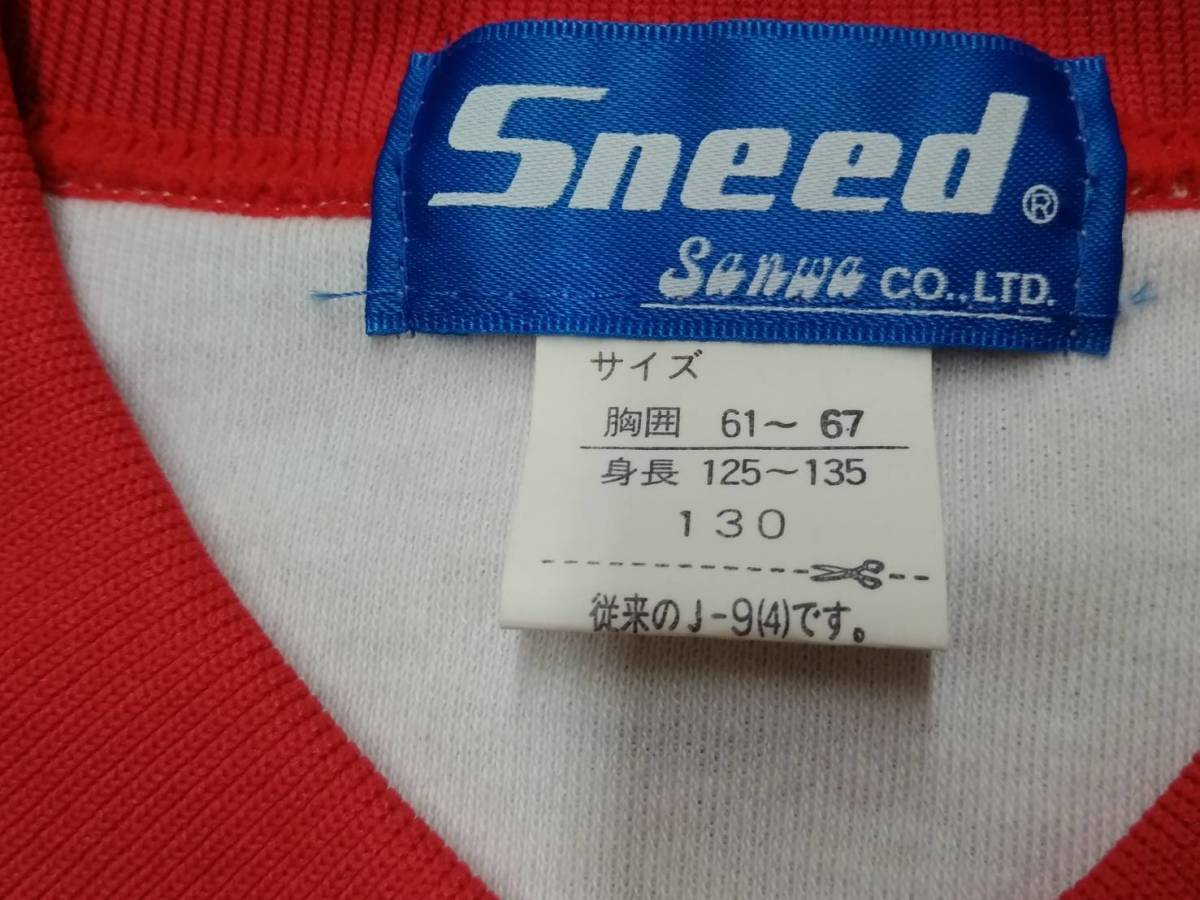 Sneed®
Sanwa CO.,LTD.
サイズ
胸囲 61～ 67
身長 125～135
130
従来のJ-9(4)です。